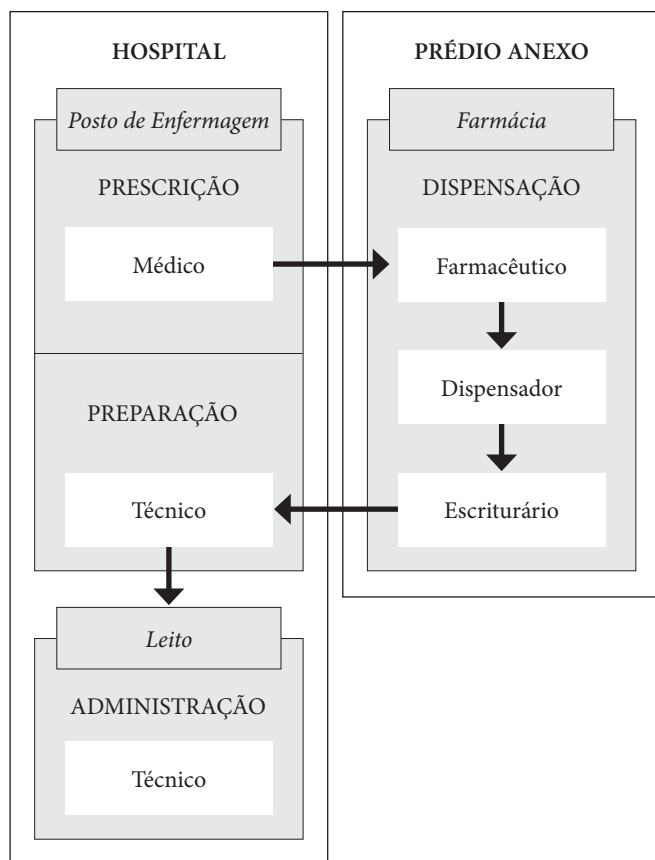 HOSPITAL
Posto de Enfermagem
PRESCRIÇÃO
Médico
PREPARAÇÃO
Técnico
Leito
ADMINISTRAÇÃO
Técnico
PRÉDIO ANEXO
Farmácia
DISPENSAÇÃO
Farmacêutico
Dispensador
Escriturário